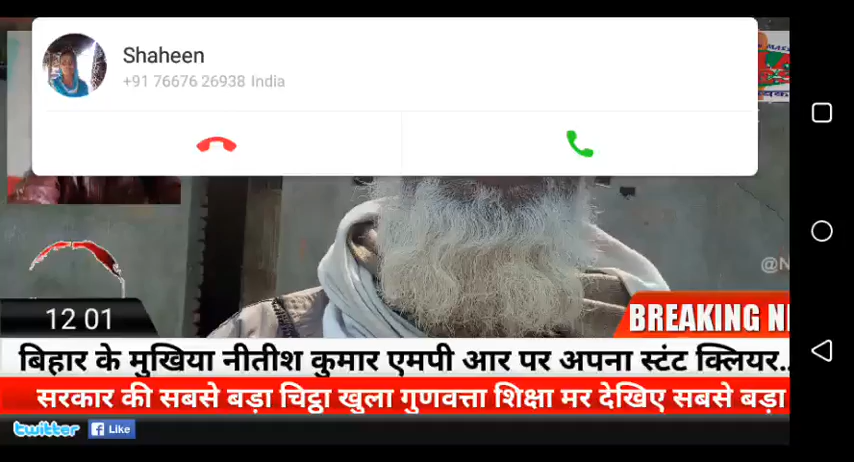 Shaheen
+91 76676 26938 India
@N
12 01
BREAKING NE
बिहार के मुखिया नीतीश कुमार एमपी आर पर अपना स्टंट क्लियर..
सरकार की सबसे बड़ा चिट्ठा खुला गुणवत्ता शिक्षा मर देखिए सबसे बड़ा
twitter
Like